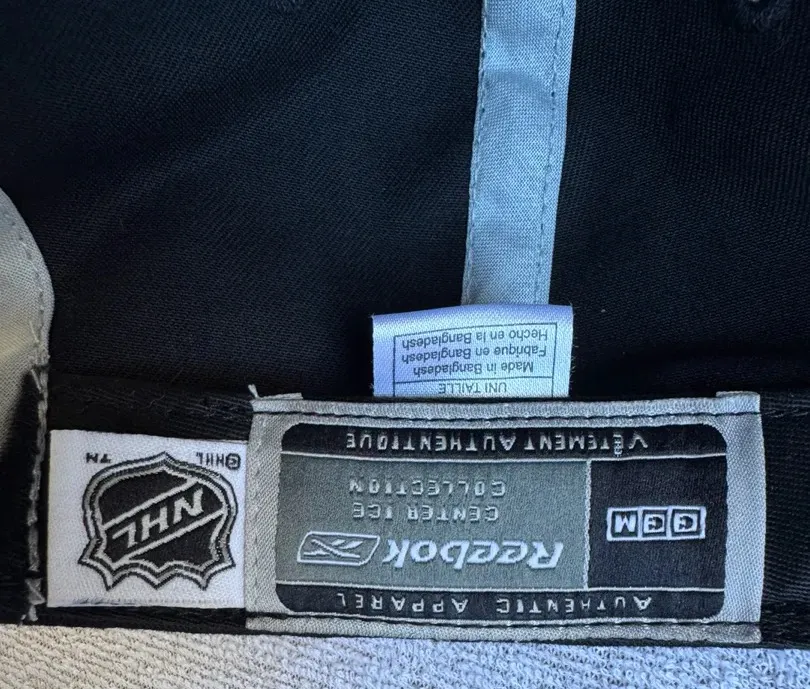 AUTHENTIC APPAREL
CCM
Reebok
CENTER ICE
COLLECTION
VÊTEMENT AUTHENTIQUE
NHL
©NHL
TM
UNI TAILLE
Made in Bangladesh
Fabriqué en Bangladesh
Hecho en la Bangladesh